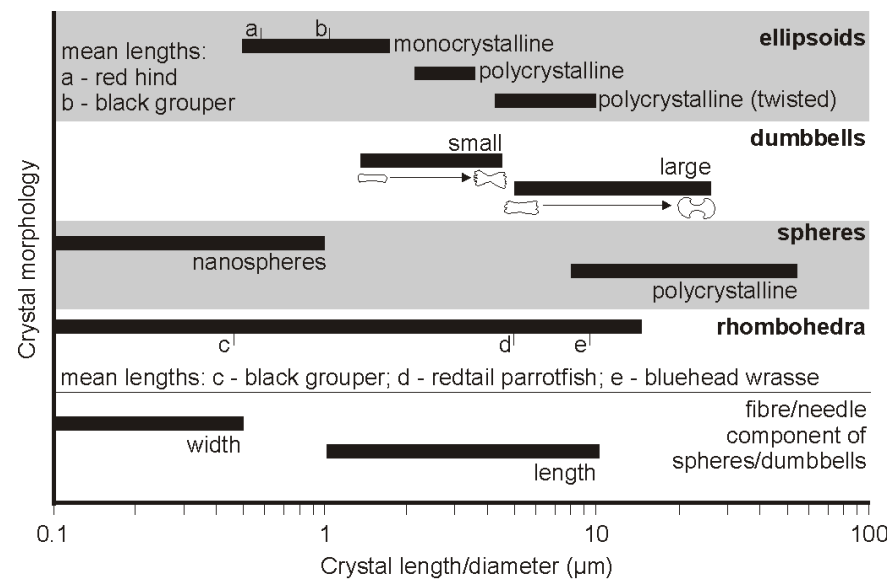 a
b
ellipsoids
mean lengths:
a - red hind
b - black grouper
monocrystalline
polycrystalline
polycrystalline (twisted)
dumbbells
small
large
spheres
nanospheres
polycrystalline
rhombohedra
c
d
e
mean lengths: c - black grouper; d - redtail parrotfish; e - bluehead wrasse
fibre/needle
component of
spheres/dumbbells
width
length
Crystal morphology
0.1
1
10
100
Crystal length/diameter (µm)